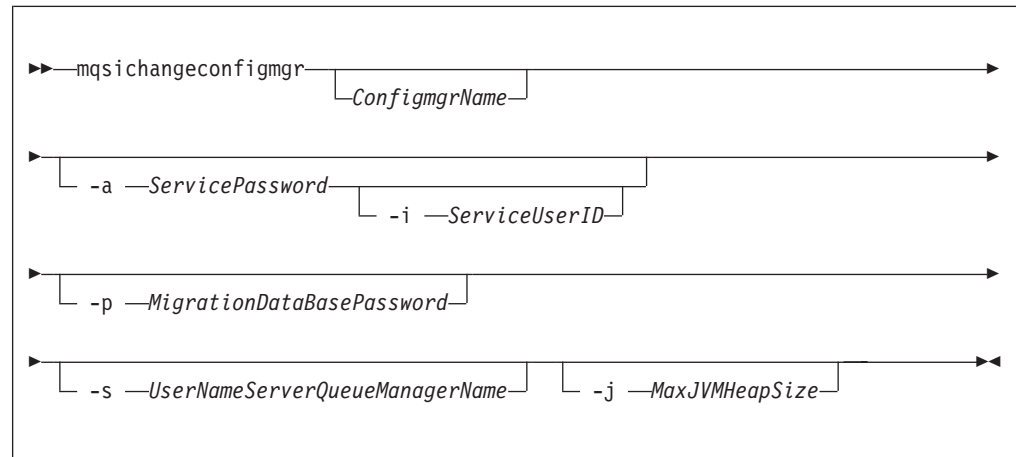 mqsichangeconfigmgr
ConfigmgrName
-a ServicePassword
-i ServiceUserID
-p MigrationDataBasePassword
-s UserNameServerQueueManagerName -j MaxJVMHeapSize